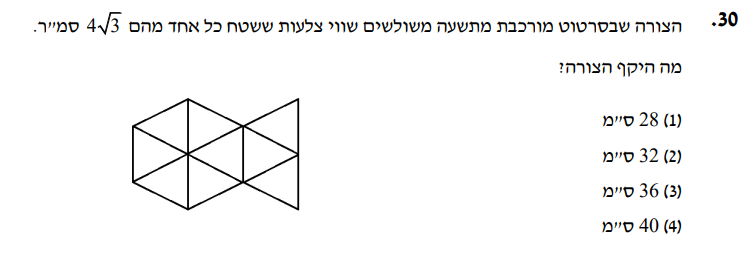 30. הצורה שבסרטוט מורכבת מתשעה משולשים שווי צלעות ששטח כל אחד מהם 4√3 סמ״ר.
מה היקף הצורה?
(1) 28 ס״מ
(2) 32 ס״מ
(3) 36 ס״מ
(4) 40 ס״מ